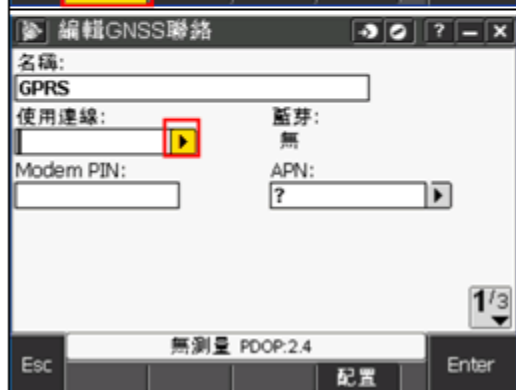 編輯GNSS聯絡
? – x
名稱:
GPRS
使用連線:
藍芽:
無
Modem PIN:
APN:
?
1/3
無測量 PDOP:2.4
Esc
配置
Enter